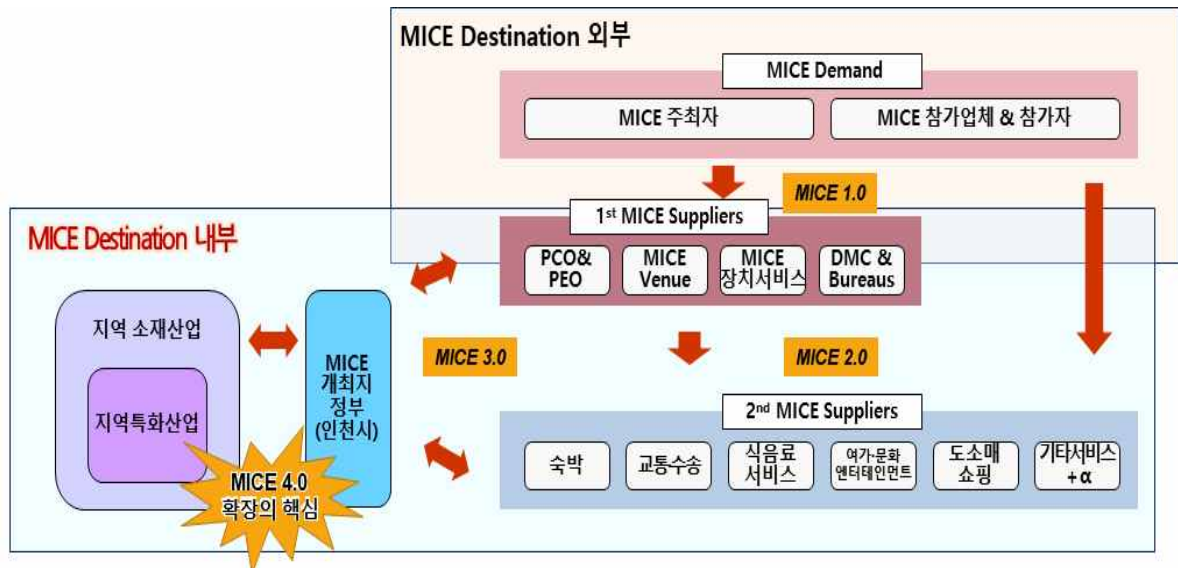 MICE Destination 외부
MICE Demand
MICE 주최자
MICE 참가업체 & 참가자
MICE 1.0
1st MICE Suppliers
MICE Destination 내부
PCO&
PEO
MICE
Venue
MICE
장치서비스
DMC &
Bureaus
지역 소재산업
지역특화산업
MICE
개최지
정부
(인천시)
MICE 3.0
MICE 2.0
2nd MICE Suppliers
숙박
교통수송
식음료
서비스
여가·문화
엔터테인먼트
도소매
쇼핑
기타서비스
+ α
MICE 4.0
확장의 핵심